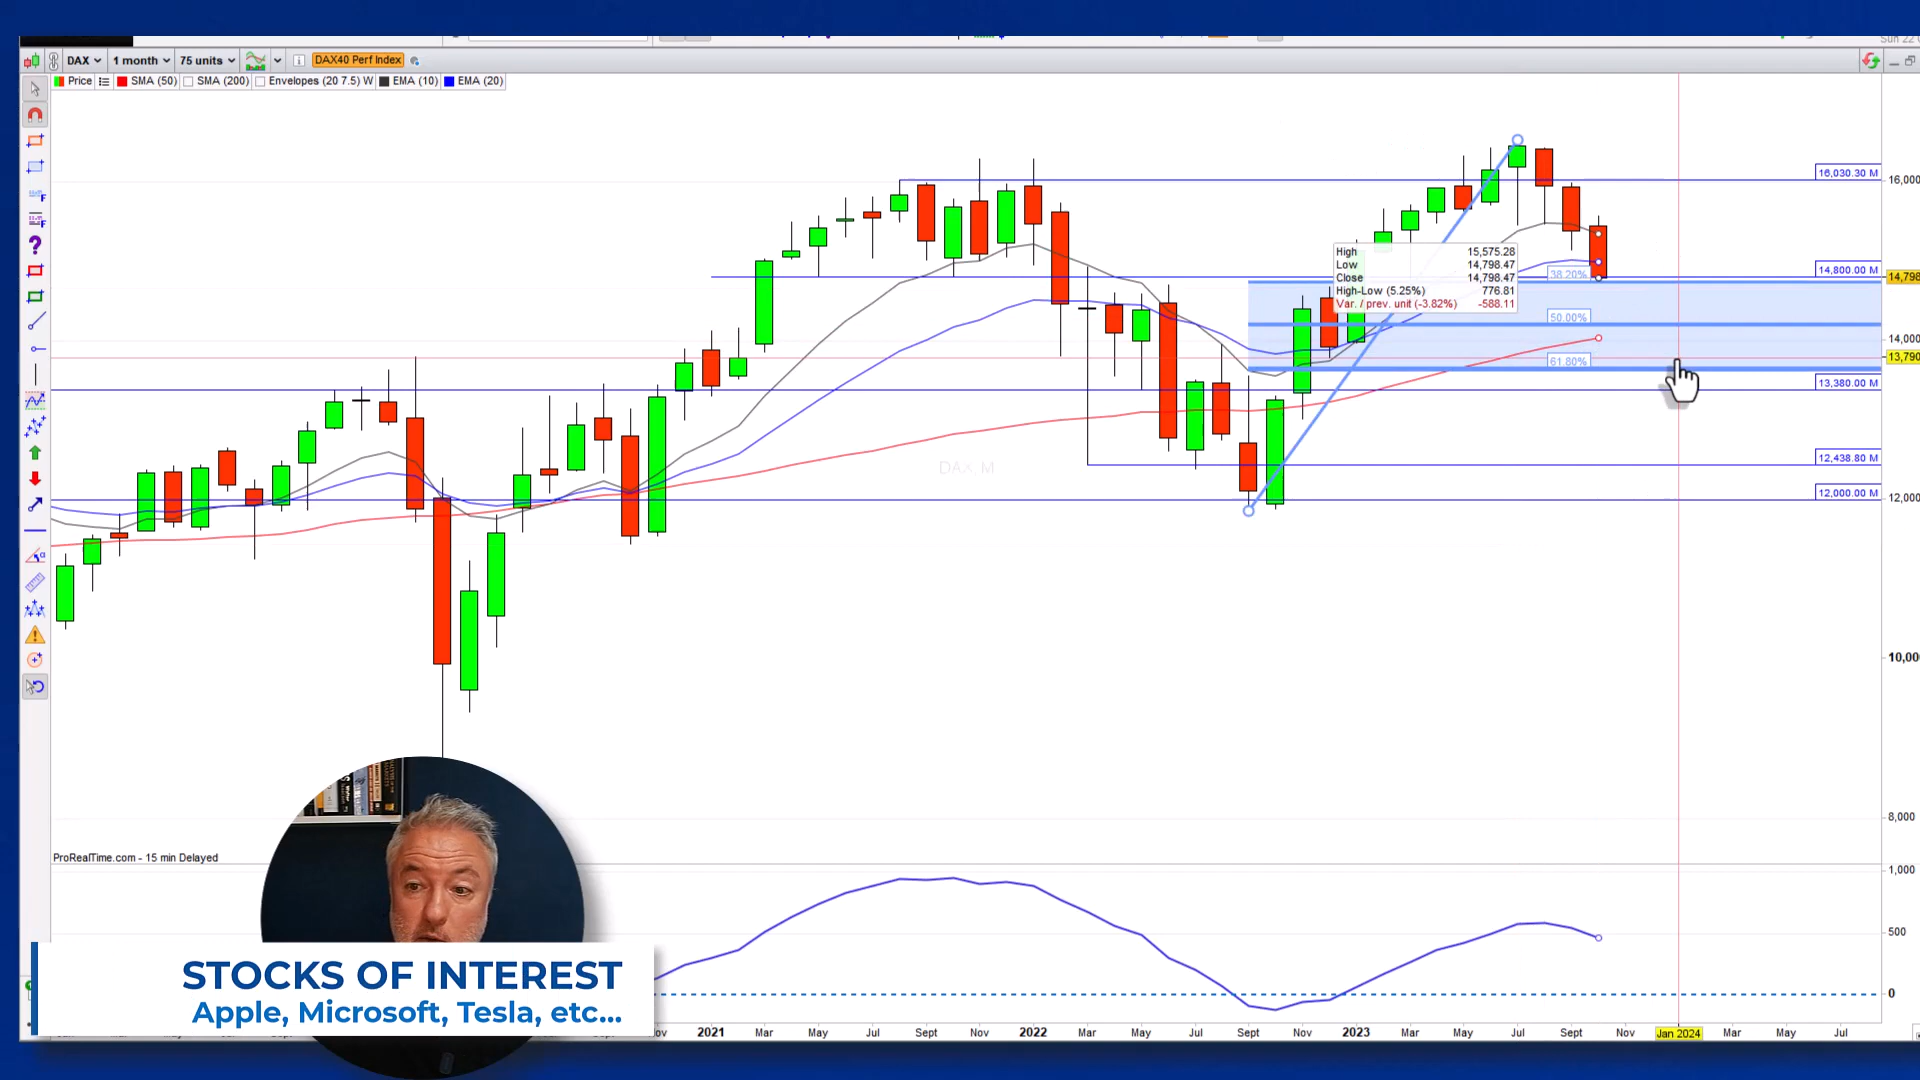 DAX 1 month 75 units DAX40 Perf Index
Price SMA (50) SMA (200) Envelopes (20 7.5) W EMA (10) EMA (20)
16,030.30 M
16,000
High 15,575.28
Low 14,798.47
Close 14,798.47
High-Low (5.25%) 776.81
Var. / prev. unit (-3.82%) -588.11
14,800.00 M
38.20%
14,798
50.00%
14,000
61.80%
13,790
13,380.00 M
DAX, M
12,438.80 M
12,000.00 M
12,000
10,000
8,000
ProRealTime.com - 15 min Delayed
1,000
500
0
STOCKS OF INTEREST
Apple, Microsoft, Tesla, etc...
Nov 2021 Mar May Jul Sept Nov 2022 Mar May Jul Sept Nov 2023 Mar May Jul Sept Nov Jan 2024 Mar May Jul